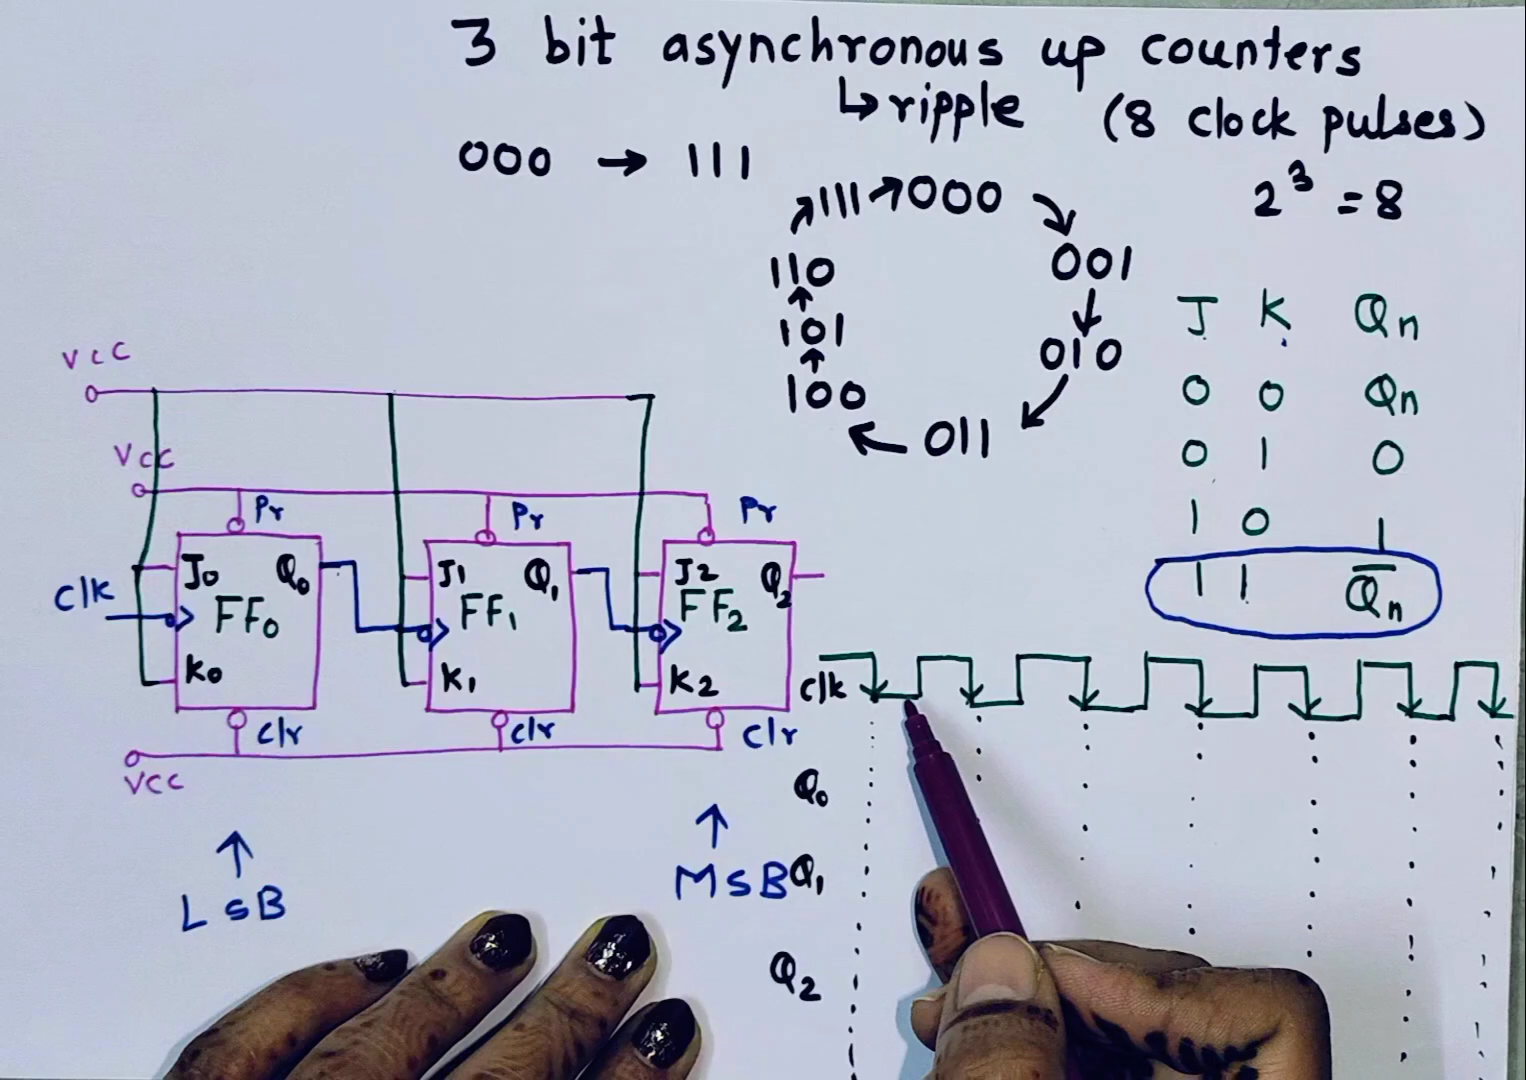 3 bit asynchronous up counters
↳ ripple (8 clock pulses)
000 → 111
2³ = 8
111 → 000
001
010
011
100
101
110
J K Qn
0 0 Qn
0 1 0
1 0 1
1 1 Q̅n
Vcc
Vcc
Pr Pr Pr
J0 Q0 J1 Q1 J2 Q2
clk FF0 FF1 FF2
K0 K1 K2
clr clr clr
VCC
LSB
MSB
clk
Q0
Q1
Q2